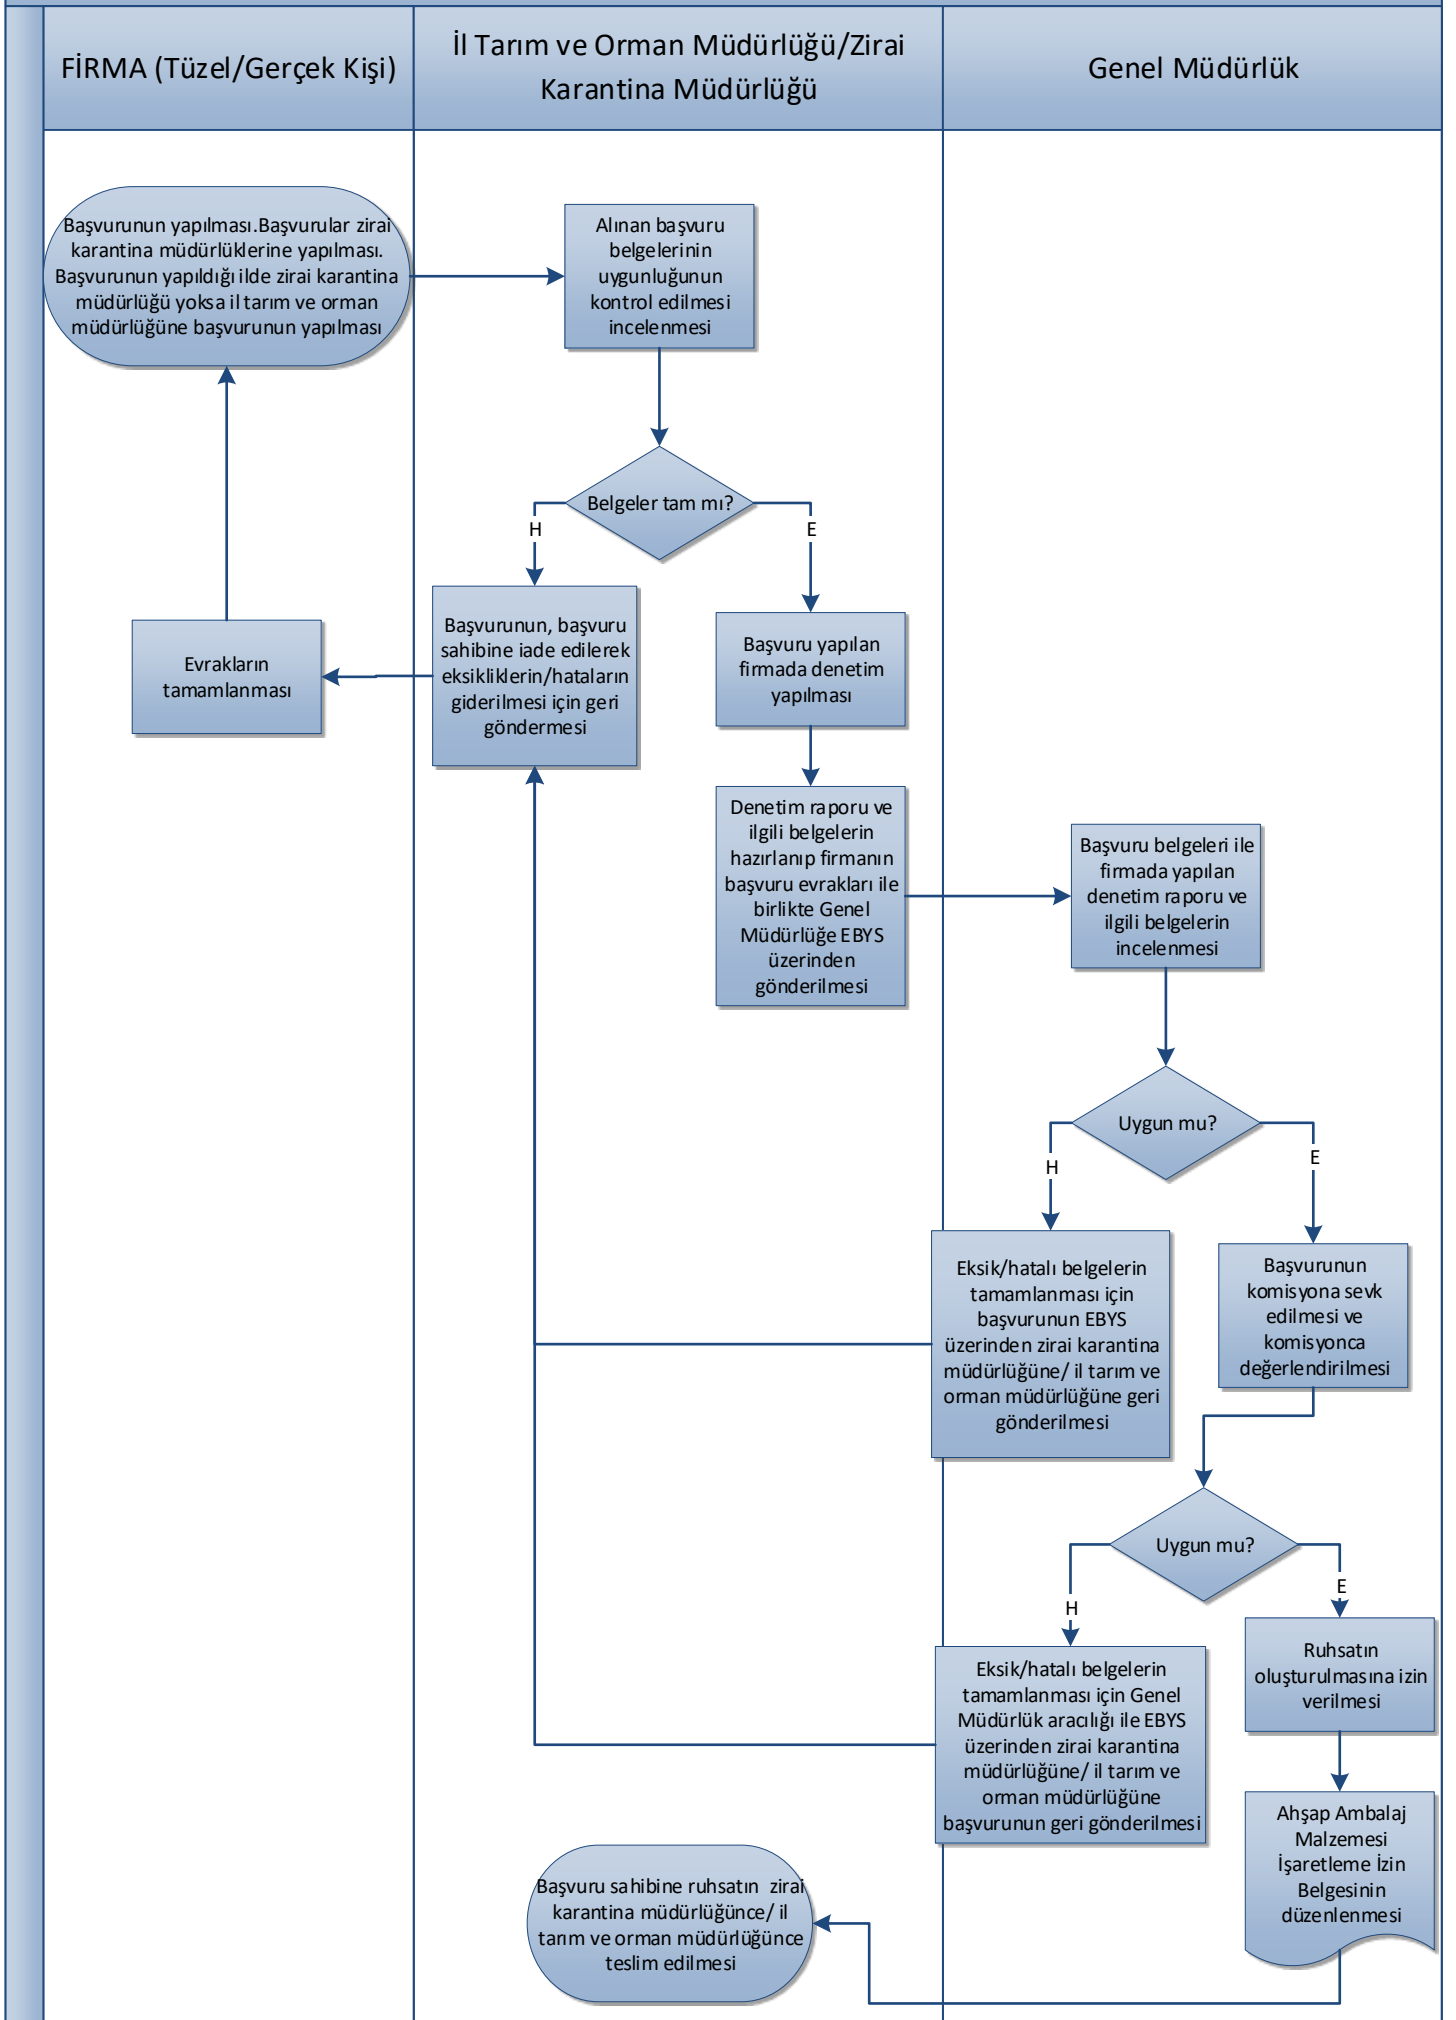 FİRMA (Tüzel/Gerçek Kişi)
İl Tarım ve Orman Müdürlüğü/Zirai
Karantina Müdürlüğü
Genel Müdürlük
Başvurunun yapılması.Başvurular zirai
karantina müdürlüklerine yapılması.
Başvurunun yapıldığı ilde zirai karantina
müdürlüğü yoksa il tarım ve orman
müdürlüğüne başvurunun yapılması
Alınan başvuru
belgelerinin
uygunluğunun
kontrol edilmesi
incelenmesi
Belgeler tam mı?
H
E
Başvurunun, başvuru
sahibine iade edilerek
eksikliklerin/hataların
giderilmesi için geri
göndermesi
Evrakların
tamamlanması
Başvuru yapılan
firmada denetim
yapılması
Denetim raporu ve
ilgili belgelerin
hazırlanıp firmanın
başvuru evrakları ile
birlikte Genel
Müdürlüğe EBYS
üzerinden
gönderilmesi
Başvuru belgeleri ile
firmada yapılan
denetim raporu ve
ilgili belgelerin
incelenmesi
Uygun mu?
H
E
Eksik/hatalı belgelerin
tamamlanması için
başvurunun EBYS
üzerinden zirai karantina
müdürlüğüne/ il tarım ve
orman müdürlüğüne geri
gönderilmesi
Başvurunun
komisyona sevk
edilmesi ve
komisyonca
değerlendirilmesi
Uygun mu?
H
E
Eksik/hatalı belgelerin
tamamlanması için Genel
Müdürlük aracılığı ile EBYS
üzerinden zirai karantina
müdürlüğüne/ il tarım ve
orman müdürlüğüne
başvurunun geri gönderilmesi
Ruhsatın
oluşturulmasına izin
verilmesi
Ahşap Ambalaj
Malzemesi
İşaretleme İzin
Belgesinin
düzenlenmesi
Başvuru sahibine ruhsatın  zirai
karantina müdürlüğünce/ il
tarım ve orman müdürlüğünce
teslim edilmesi